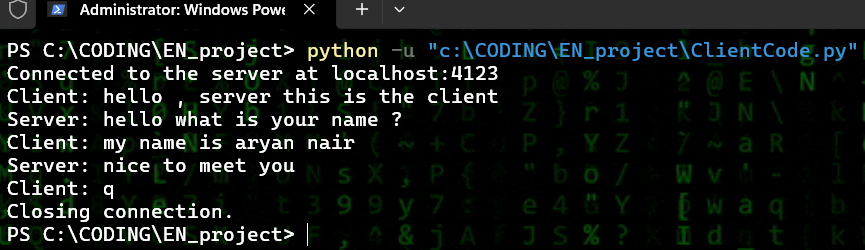 Administrator: Windows Powe
PS C:\CODING\EN_project> python -u "c:\CODING\EN_project\ClientCode.py"
Connected to the server at localhost:4123
Client: hello , server this is the client
Server: hello what is your name ?
Client: my name is aryan nair
Server: nice to meet you
Client: q
Closing connection.
PS C:\CODING\EN_project>